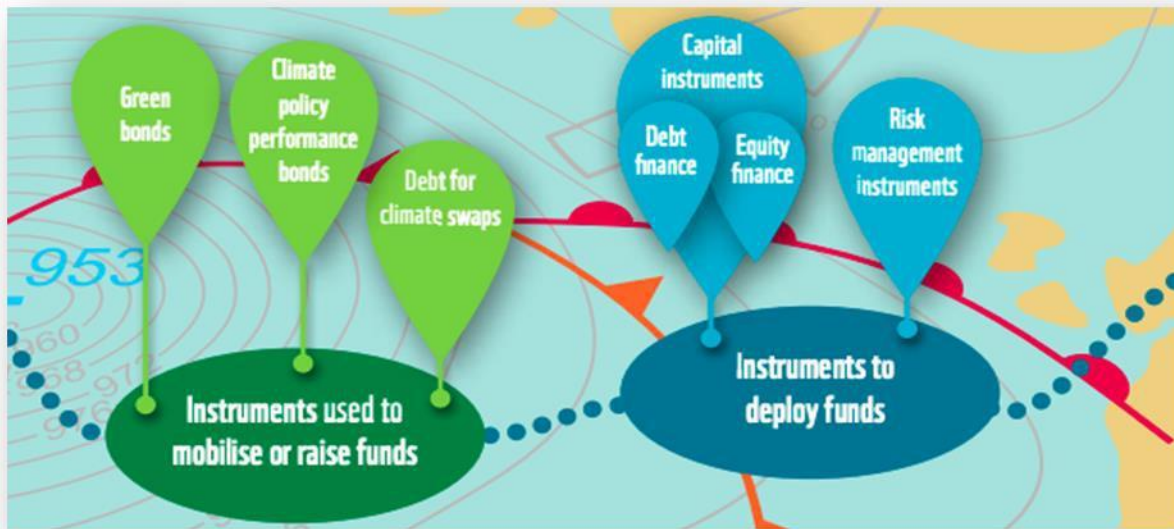 Green
bonds
Climate
policy
performance
bonds
Debt for
climate swaps
Instruments used to
mobilise or raise funds
Capital
instruments
Debt
finance
Equity
finance
Risk
management
instruments
Instruments to
deploy funds
953
960
968
972